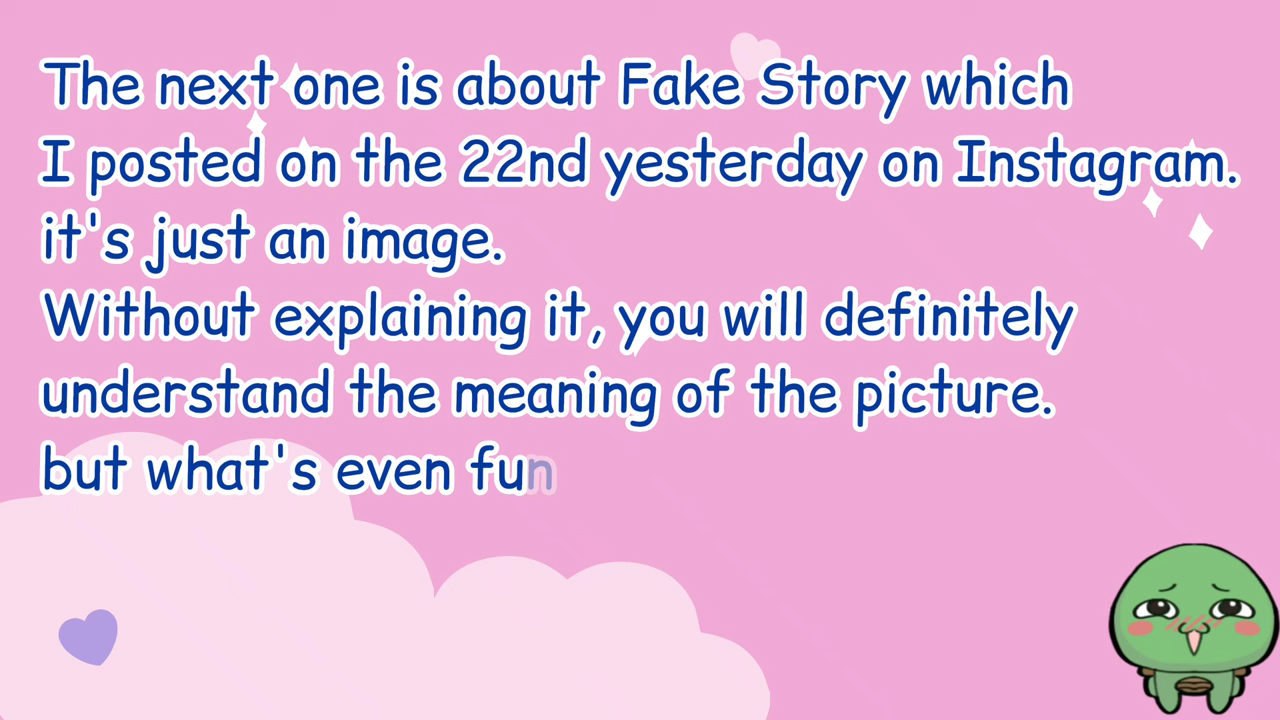 The next one is about Fake Story which
I posted on the 22nd yesterday on Instagram.
it's just an image.
Without explaining it, you will definitely
understand the meaning of the picture.
but what's even fun